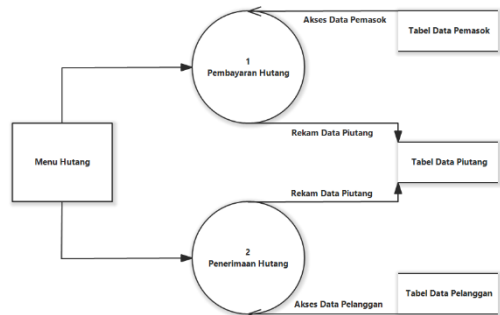 Akses Data Pemasok
Tabel Data Pemasok
1
Pembayaran Hutang
Rekam Data Piutang
Menu Hutang
Tabel Data Piutang
Rekam Data Piutang
2
Penerimaan Hutang
Tabel Data Pelanggan
Akses Data Pelanggan